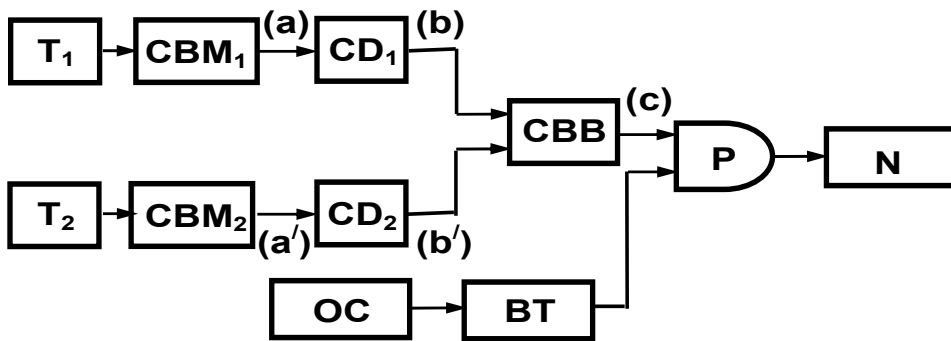 (a) (b)
T₁ CBM₁ CD₁
(c)
CBB P N
T₂ CBM₂ CD₂
(a′) (b′)
OC BT